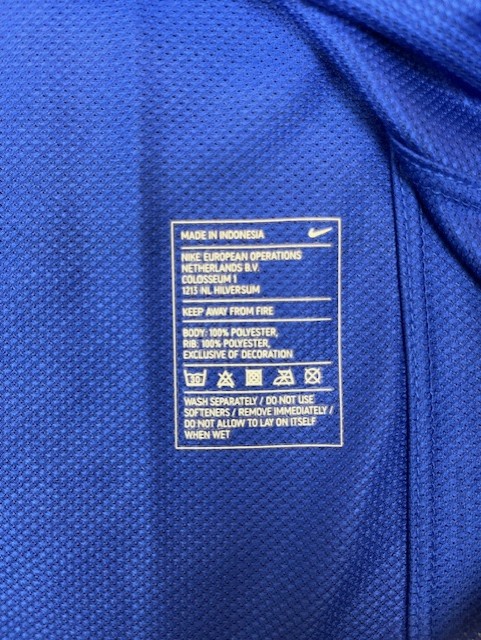 MADE IN INDONESIA
NIKE EUROPEAN OPERATIONS
NETHERLANDS B.V.
COLOSSEUM 1
1213 NL HILVERSUM
KEEP AWAY FROM FIRE
BODY: 100% POLYESTER,
RIB: 100% POLYESTER,
EXCLUSIVE OF DECORATION
30
WASH SEPARATELY / DO NOT USE
SOFTENERS / REMOVE IMMEDIATELY /
DO NOT ALLOW TO LAY ON ITSELF
WHEN WET